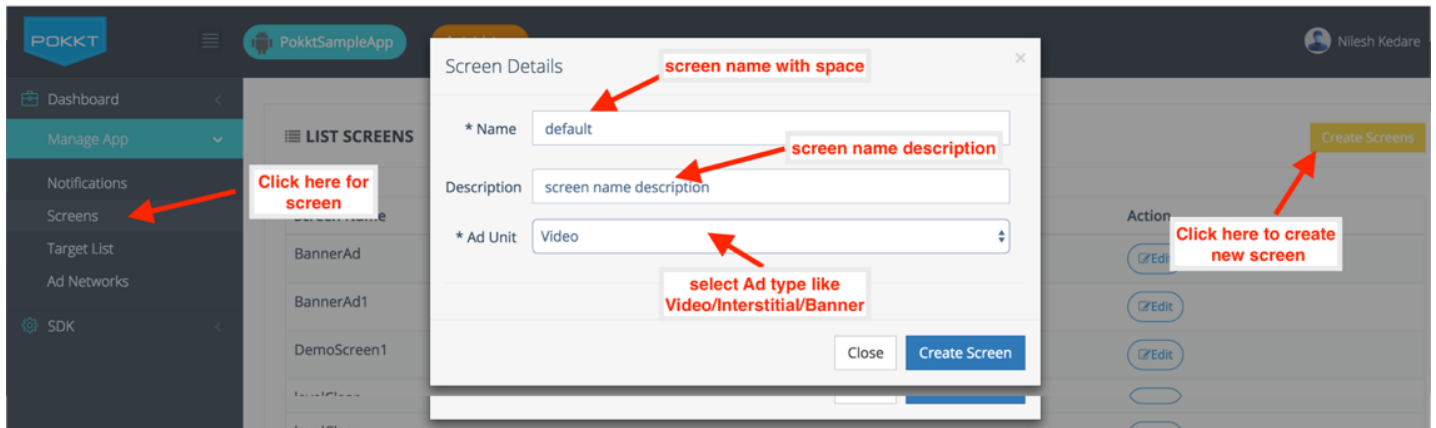 POKKT
PokktSampleApp
Nilesh Kedare
Dashboard
Manage App
Notifications
Screens
Target List
Ad Networks
SDK
Click here for
screen
LIST SCREENS
Create Screens
Screen Name
Action
BannerAd
Edit
BannerAd1
Edit
DemoScreen1
Edit
Screen Details
×
screen name with space
* Name
default
screen name description
Description
screen name description
* Ad Unit
Video
select Ad type like
Video/Interstitial/Banner
Close
Create Screen
Click here to create
new screen